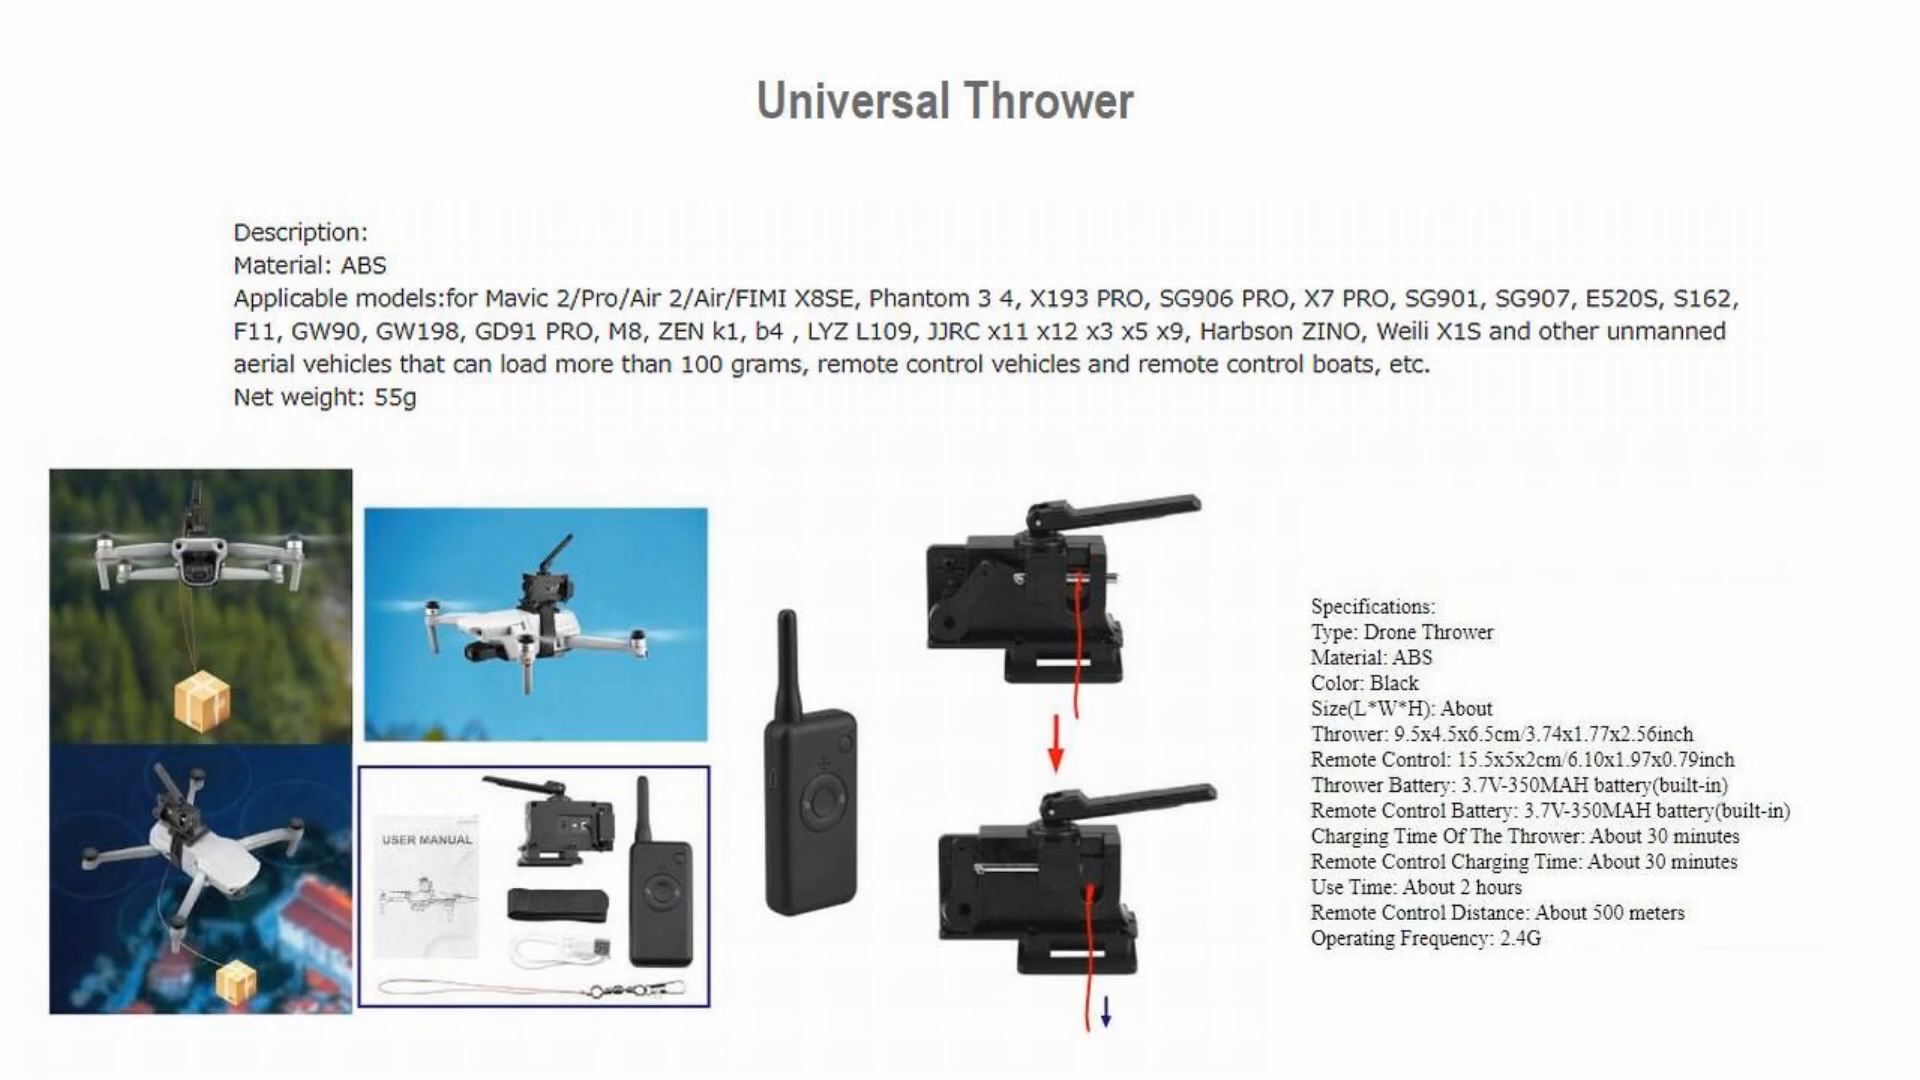 Universal Thrower
Description:
Material: ABS
Applicable models:for Mavic 2/Pro/Air 2/Air/FIMI X8SE, Phantom 3 4, X193 PRO, SG906 PRO, X7 PRO, SG901, SG907, E520S, S162,
F11, GW90, GW198, GD91 PRO, M8, ZEN k1, b4 , LYZ L109, JJRC x11 x12 x3 x5 x9, Harbson ZINO, Weili X1S and other unmanned
aerial vehicles that can load more than 100 grams, remote control vehicles and remote control boats, etc.
Net weight: 55g
USER MANUAL
Specifications:
Type: Drone Thrower
Material: ABS
Color: Black
Size(L*W*H): About
Thrower: 9.5x4.5x6.5cm/3.74x1.77x2.56inch
Remote Control: 15.5x5x2cm/6.10x1.97x0.79inch
Thrower Battery: 3.7V-350MAH battery(built-in)
Remote Control Battery: 3.7V-350MAH battery(built-in)
Charging Time Of The Thrower: About 30 minutes
Remote Control Charging Time: About 30 minutes
Use Time: About 2 hours
Remote Control Distance: About 500 meters
Operating Frequency: 2.4G